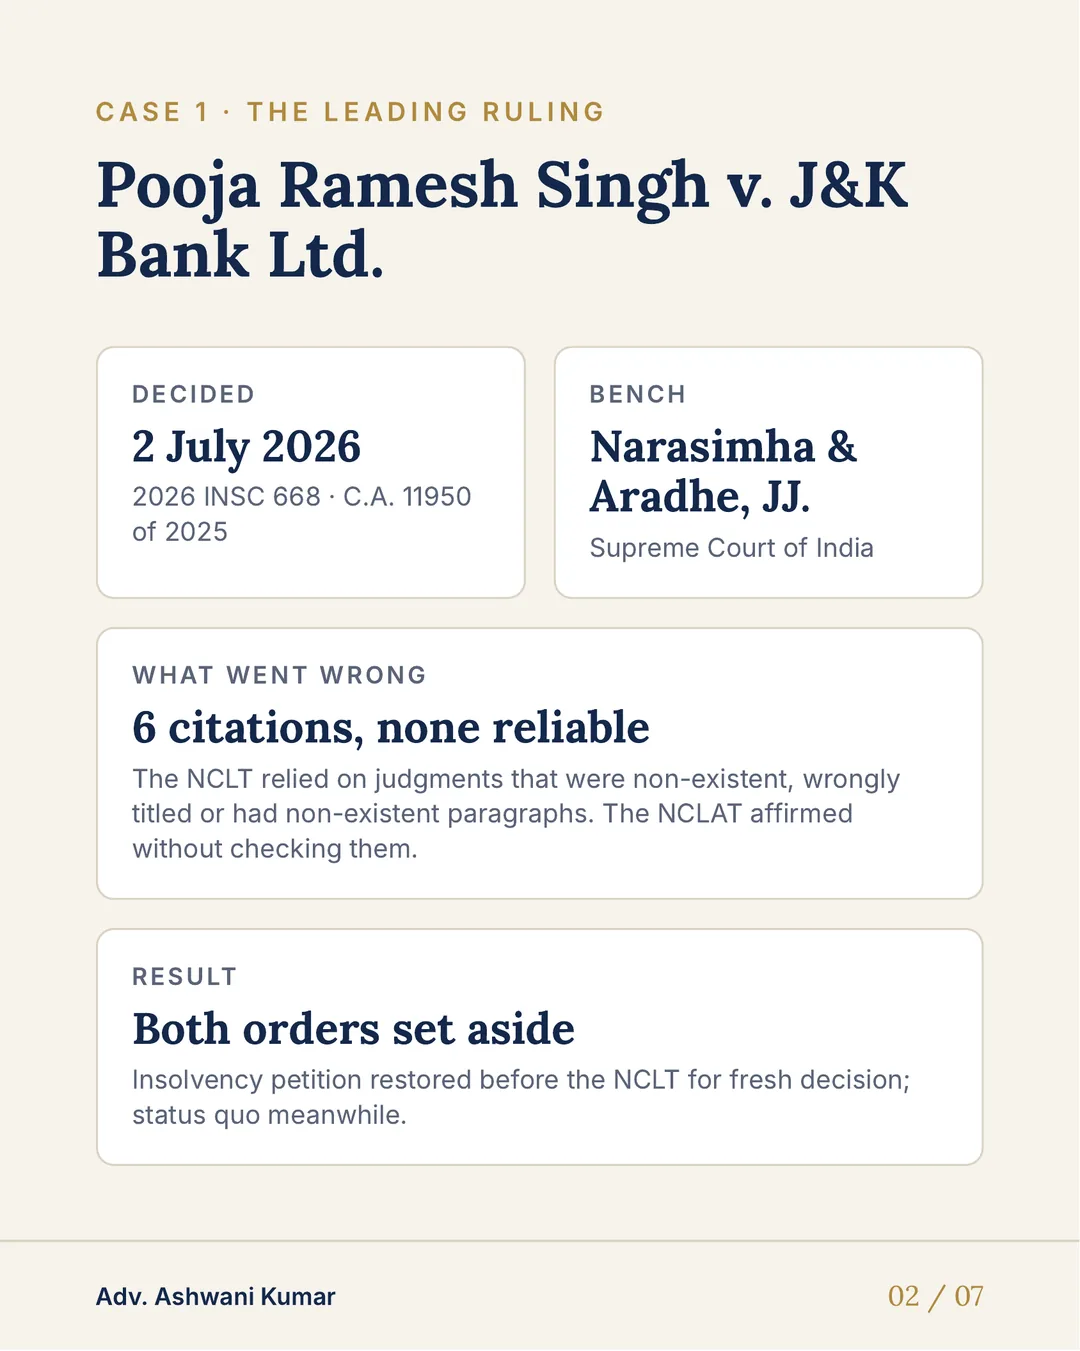 CASE 1 · THE LEADING RULING
Pooja Ramesh Singh v. J&K
Bank Ltd.
DECIDED
2 July 2026
2026 INSC 668 · C.A. 11950
of 2025
BENCH
Narasimha &
Aradhe, JJ.
Supreme Court of India
WHAT WENT WRONG
6 citations, none reliable
The NCLT relied on judgments that were non-existent, wrongly
titled or had non-existent paragraphs. The NCLAT affirmed
without checking them.
RESULT
Both orders set aside
Insolvency petition restored before the NCLT for fresh decision;
status quo meanwhile.
Adv. Ashwani Kumar
02 / 07